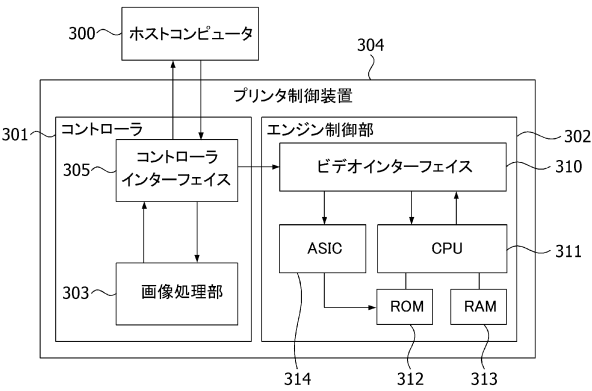 300
ホストコンピュータ
304
プリンタ制御装置
301
コントローラ
エンジン制御部
302
305
コントローラ
インターフェイス
ビデオインターフェイス
310
ASIC
CPU
311
303
画像処理部
ROM
RAM
314
312
313